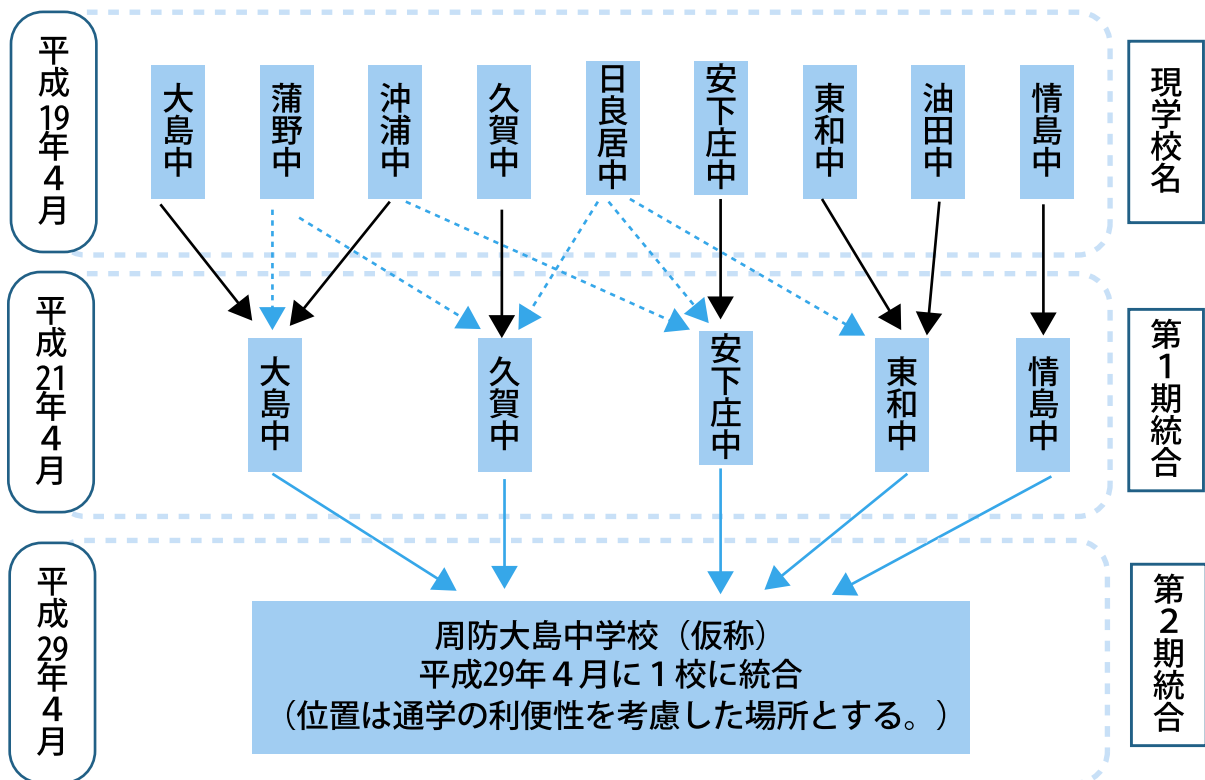 平成19年4月
大島中
蒲野中
沖浦中
久賀中
日良居中
安下庄中
東和中
油田中
情島中
現学校名
平成21年4月
大島中
久賀中
安下庄中
東和中
情島中
第1期統合
平成29年4月
周防大島中学校（仮称）
平成29年４月に１校に統合
（位置は通学の利便性を考慮した場所とする。）
第2期統合